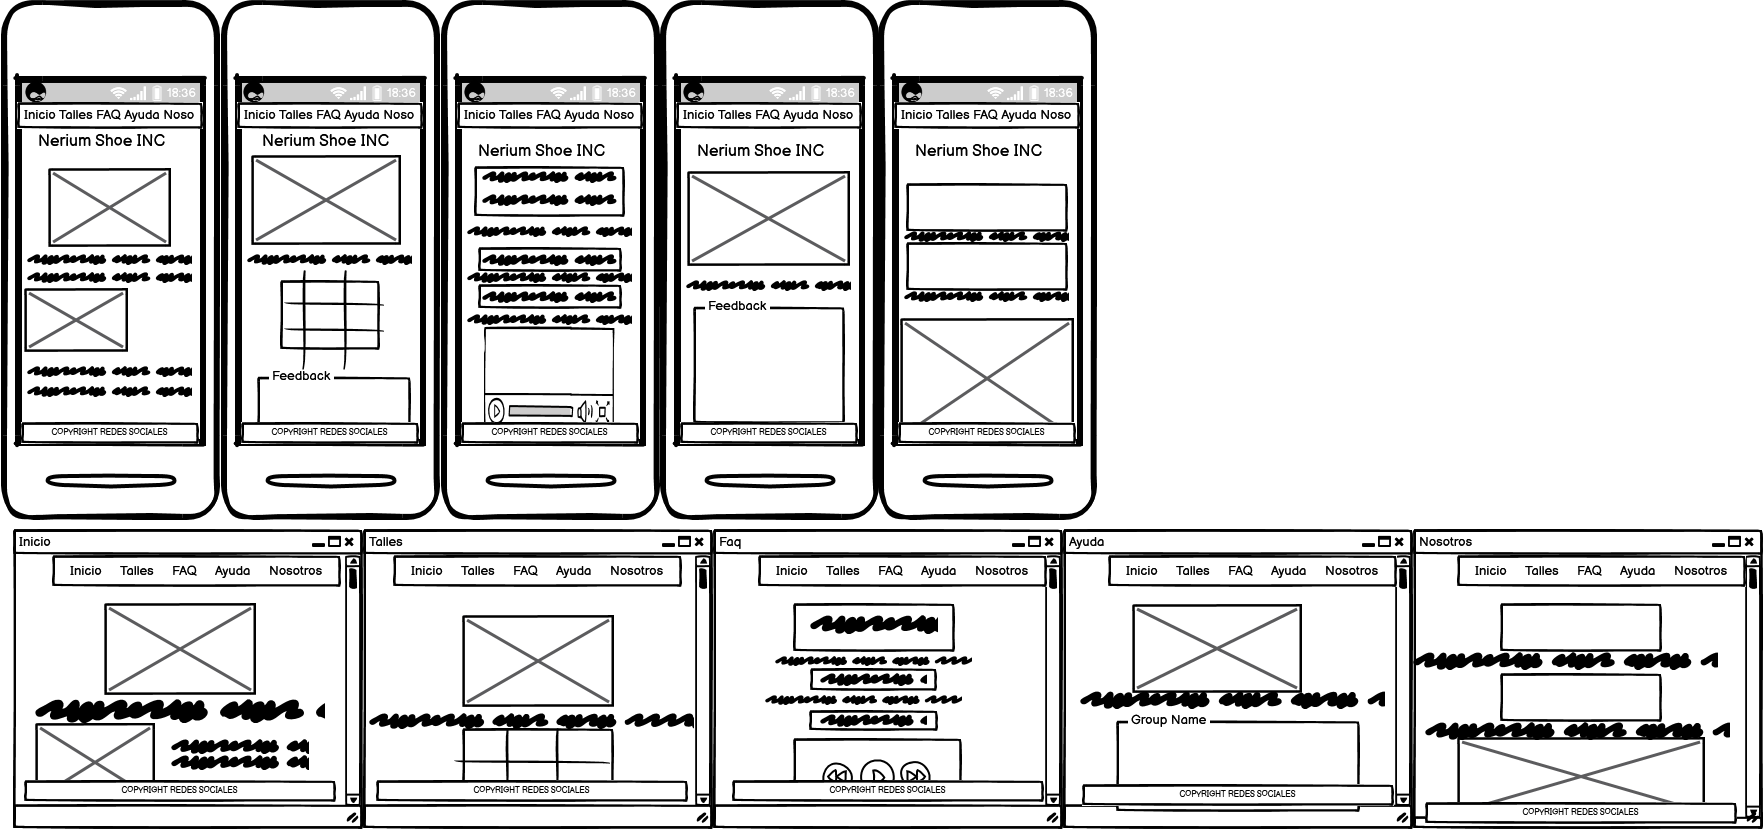 18:36
Inicio Talles FAQ Ayuda Noso
Nerium Shoe INC
COPYRIGHT REDES SOCIALES
18:36
Inicio Talles FAQ Ayuda Noso
Nerium Shoe INC
Feedback
COPYRIGHT REDES SOCIALES
18:36
Inicio Talles FAQ Ayuda Noso
Nerium Shoe INC
COPYRIGHT REDES SOCIALES
18:36
Inicio Talles FAQ Ayuda Noso
Nerium Shoe INC
Feedback
COPYRIGHT REDES SOCIALES
18:36
Inicio Talles FAQ Ayuda Noso
Nerium Shoe INC
COPYRIGHT REDES SOCIALES
Inicio
Inicio Talles FAQ Ayuda Nosotros
COPYRIGHT REDES SOCIALES
Talles
Inicio Talles FAQ Ayuda Nosotros
COPYRIGHT REDES SOCIALES
Faq
Inicio Talles FAQ Ayuda Nosotros
COPYRIGHT REDES SOCIALES
Ayuda
Inicio Talles FAQ Ayuda Nosotros
Group Name
COPYRIGHT REDES SOCIALES
Nosotros
Inicio Talles FAQ Ayuda Nosotros
COPYRIGHT REDES SOCIALES